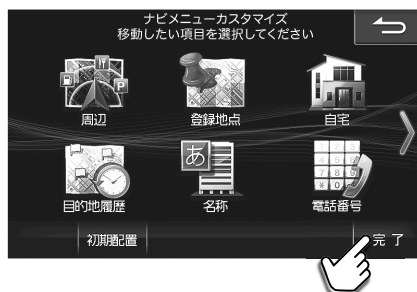 ナビメニューカスタマイズ
移動したい項目を選択してください
周辺
登録地点
自宅
あ
目的地履歴
名称
電話番号
初期配置
完了